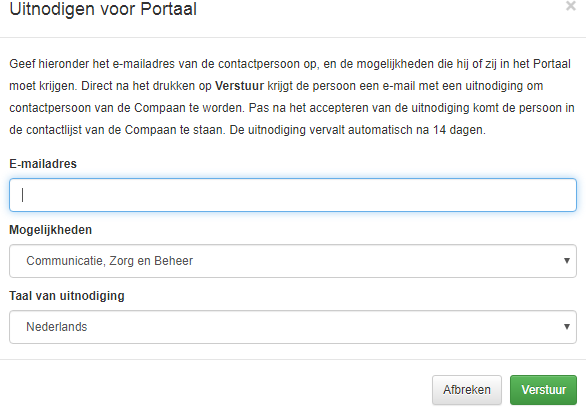 Uitnodigen voor Portaal
×
Geef hieronder het e-mailadres van de contactpersoon op, en de mogelijkheden die hij of zij in het Portaal
moet krijgen. Direct na het drukken op Verstuur krijgt de persoon een e-mail met een uitnodiging om
contactpersoon van de Compaan te worden. Pas na het accepteren van de uitnodiging komt de persoon in
de contactlijst van de Compaan te staan. De uitnodiging vervalt automatisch na 14 dagen.
E-mailadres
Mogelijkheden
Communicatie, Zorg en Beheer
Taal van uitnodiging
Nederlands
Afbreken
Verstuur